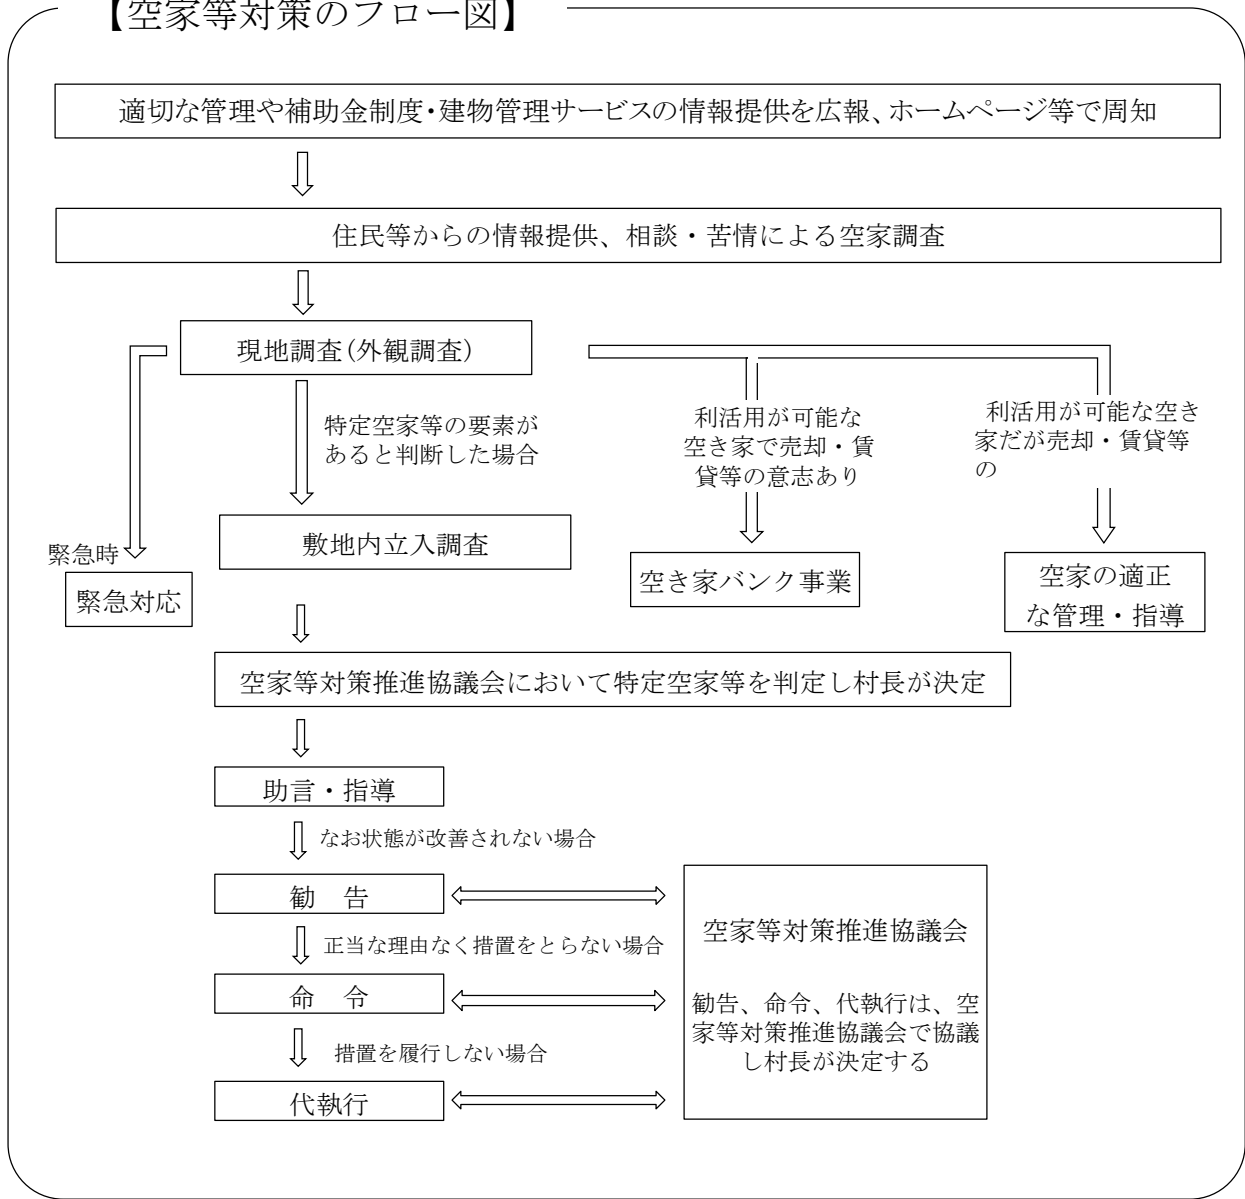 【空家等対策のフロー図】
適切な管理や補助金制度・建物管理サービスの情報提供を広報、ホームページ等で周知
住民等からの情報提供、相談・苦情による空家調査
現地調査(外観調査)
特定空家等の要素が
あると判断した場合
利活用が可能な
空き家で売却・賃
貸等の意志あり
利活用が可能な空き
家だが売却・賃貸等
の
緊急時
緊急対応
敷地内立入調査
空き家バンク事業
空家の適正
な管理・指導
空家等対策推進協議会において特定空家等を判定し村長が決定
助言・指導
なお状態が改善されない場合
勧　告
正当な理由なく措置をとらない場合
命　令
措置を履行しない場合
代執行
空家等対策推進協議会
勧告、命令、代執行は、空
家等対策推進協議会で協議
し村長が決定する